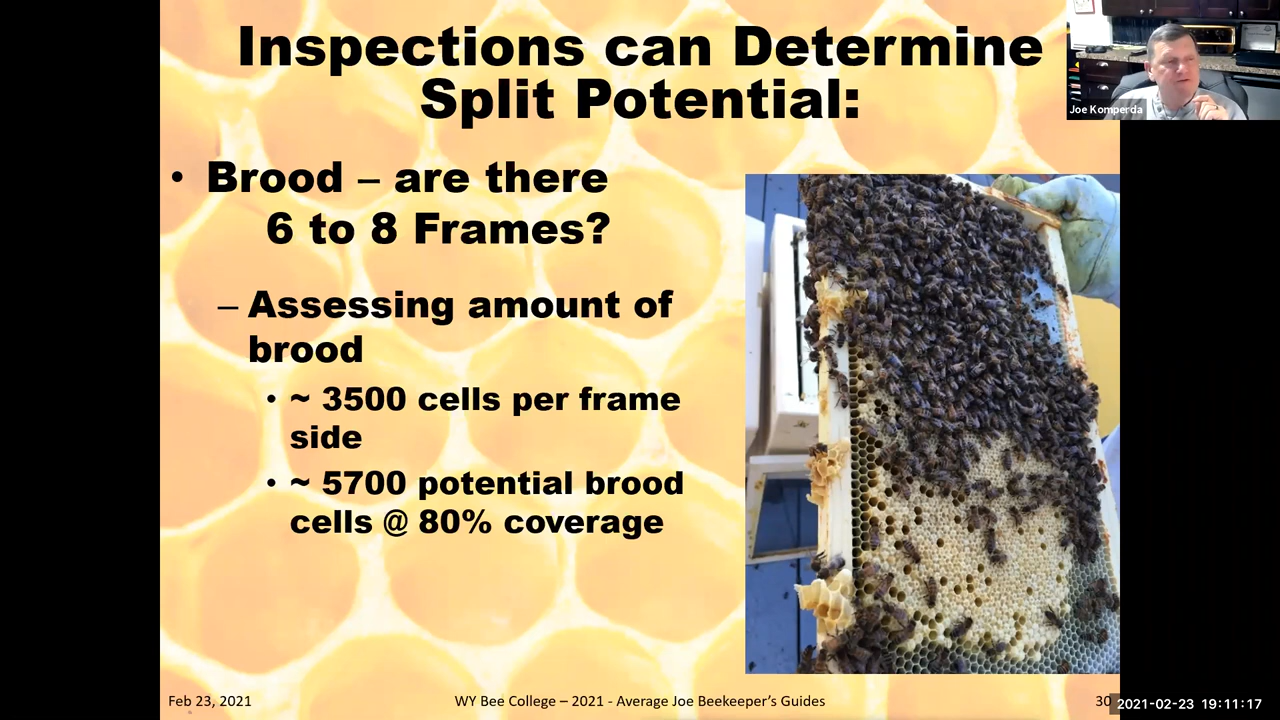 Inspections can Determine
Split Potential:
Joe Komperda
• Brood – are there
6 to 8 Frames?
– Assessing amount of
brood
• ~ 3500 cells per frame
side
• ~ 5700 potential brood
cells @ 80% coverage
Feb 23, 2021
WY Bee College – 2021 - Average Joe Beekeeper's Guides
30
2021-02-23 19:11:17